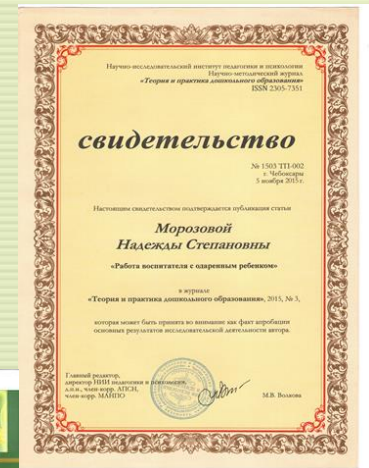 Научно-исследовательский институт педагогики и психологии
Научно-методический журнал
«Теория и практика дошкольного образования»
ISSN 2305-7351
свидетельство
№ 1503 ТП-002
г. Чебоксары
5 ноября 2015 г.
Настоящим свидетельством подтверждается публикация статьи
Морозовой
Надежды Степановны
«Работа воспитателя с одаренным ребенком»
в журнале
«Теория и практика дошкольного образования», 2015, № 3,
которая может быть принята во внимание как факт апробации
основных результатов исследовательской деятельности автора.
Главный редактор,
директор НИИ педагогики и психологии,
д.п.н., член-корр. АПСН,
член-корр. МАНПО
М.В. Волкова